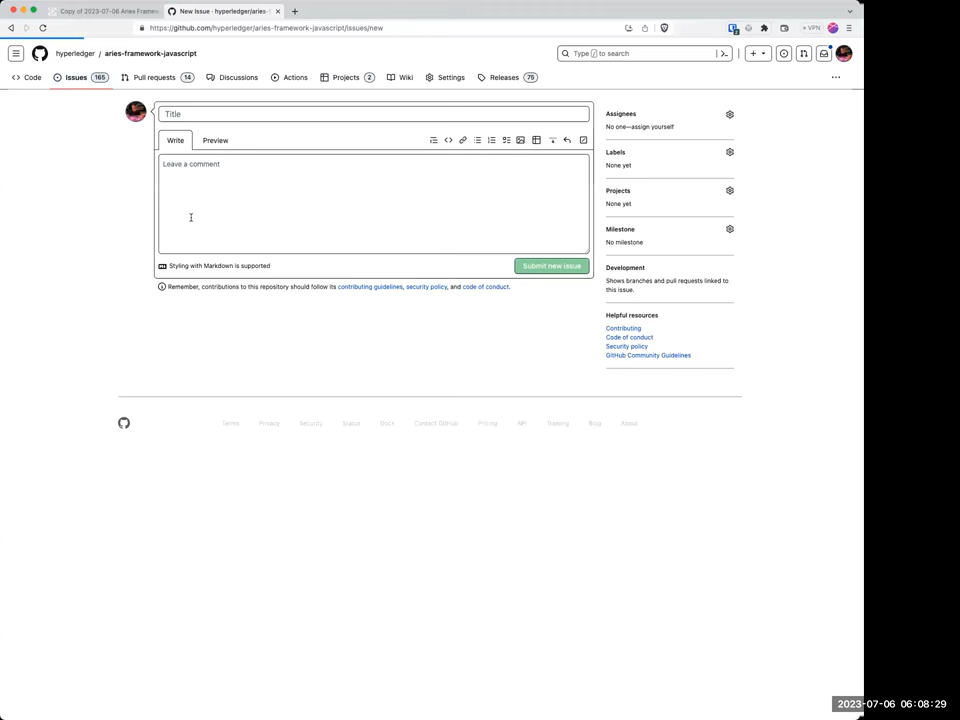 Copy of 2023-07-06 Aries Frame
New Issue · hyperledger/aries-f
https://github.com/hyperledger/aries-framework-javascript/issues/new
VPN
hyperledger / aries-framework-javascript
Type / to search
Code
Issues 165
Pull requests 14
Discussions
Actions
Projects 2
Wiki
Settings
Releases 75
Title
Write
Preview
Leave a comment
Styling with Markdown is supported
Submit new issue
Remember, contributions to this repository should follow its contributing guidelines, security policy, and code of conduct.
Assignees
No one—assign yourself
Labels
None yet
Projects
None yet
Milestone
No milestone
Development
Shows branches and pull requests linked to
this issue.
Helpful resources
Contributing
Code of conduct
Security policy
GitHub Community Guidelines
Terms Privacy Security Status Docs Contact GitHub Pricing API Training Blog About
2023-07-06 06:08:29